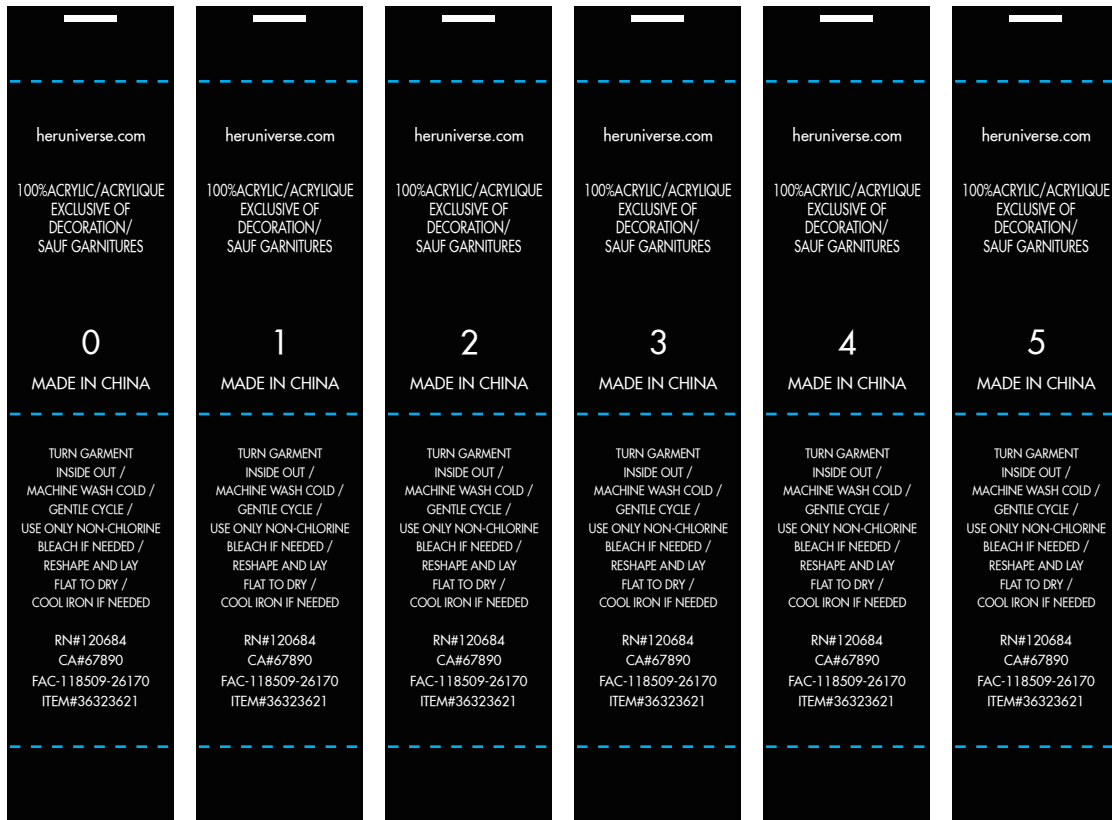 heruniverse.com
100%ACRYLIC/ACRYLIQUE
EXCLUSIVE OF
DECORATION/
SAUF GARNITURES
0
MADE IN CHINA
TURN GARMENT
INSIDE OUT /
MACHINE WASH COLD /
GENTLE CYCLE /
USE ONLY NON-CHLORINE
BLEACH IF NEEDED /
RESHAPE AND LAY
FLAT TO DRY /
COOL IRON IF NEEDED
RN#120684
CA#67890
FAC-118509-26170
ITEM#36323621
heruniverse.com
100%ACRYLIC/ACRYLIQUE
EXCLUSIVE OF
DECORATION/
SAUF GARNITURES
1
MADE IN CHINA
TURN GARMENT
INSIDE OUT /
MACHINE WASH COLD /
GENTLE CYCLE /
USE ONLY NON-CHLORINE
BLEACH IF NEEDED /
RESHAPE AND LAY
FLAT TO DRY /
COOL IRON IF NEEDED
RN#120684
CA#67890
FAC-118509-26170
ITEM#36323621
heruniverse.com
100%ACRYLIC/ACRYLIQUE
EXCLUSIVE OF
DECORATION/
SAUF GARNITURES
2
MADE IN CHINA
TURN GARMENT
INSIDE OUT /
MACHINE WASH COLD /
GENTLE CYCLE /
USE ONLY NON-CHLORINE
BLEACH IF NEEDED /
RESHAPE AND LAY
FLAT TO DRY /
COOL IRON IF NEEDED
RN#120684
CA#67890
FAC-118509-26170
ITEM#36323621
heruniverse.com
100%ACRYLIC/ACRYLIQUE
EXCLUSIVE OF
DECORATION/
SAUF GARNITURES
3
MADE IN CHINA
TURN GARMENT
INSIDE OUT /
MACHINE WASH COLD /
GENTLE CYCLE /
USE ONLY NON-CHLORINE
BLEACH IF NEEDED /
RESHAPE AND LAY
FLAT TO DRY /
COOL IRON IF NEEDED
RN#120684
CA#67890
FAC-118509-26170
ITEM#36323621
heruniverse.com
100%ACRYLIC/ACRYLIQUE
EXCLUSIVE OF
DECORATION/
SAUF GARNITURES
4
MADE IN CHINA
TURN GARMENT
INSIDE OUT /
MACHINE WASH COLD /
GENTLE CYCLE /
USE ONLY NON-CHLORINE
BLEACH IF NEEDED /
RESHAPE AND LAY
FLAT TO DRY /
COOL IRON IF NEEDED
RN#120684
CA#67890
FAC-118509-26170
ITEM#36323621
heruniverse.com
100%ACRYLIC/ACRYLIQUE
EXCLUSIVE OF
DECORATION/
SAUF GARNITURES
5
MADE IN CHINA
TURN GARMENT
INSIDE OUT /
MACHINE WASH COLD /
GENTLE CYCLE /
USE ONLY NON-CHLORINE
BLEACH IF NEEDED /
RESHAPE AND LAY
FLAT TO DRY /
COOL IRON IF NEEDED
RN#120684
CA#67890
FAC-118509-26170
ITEM#36323621